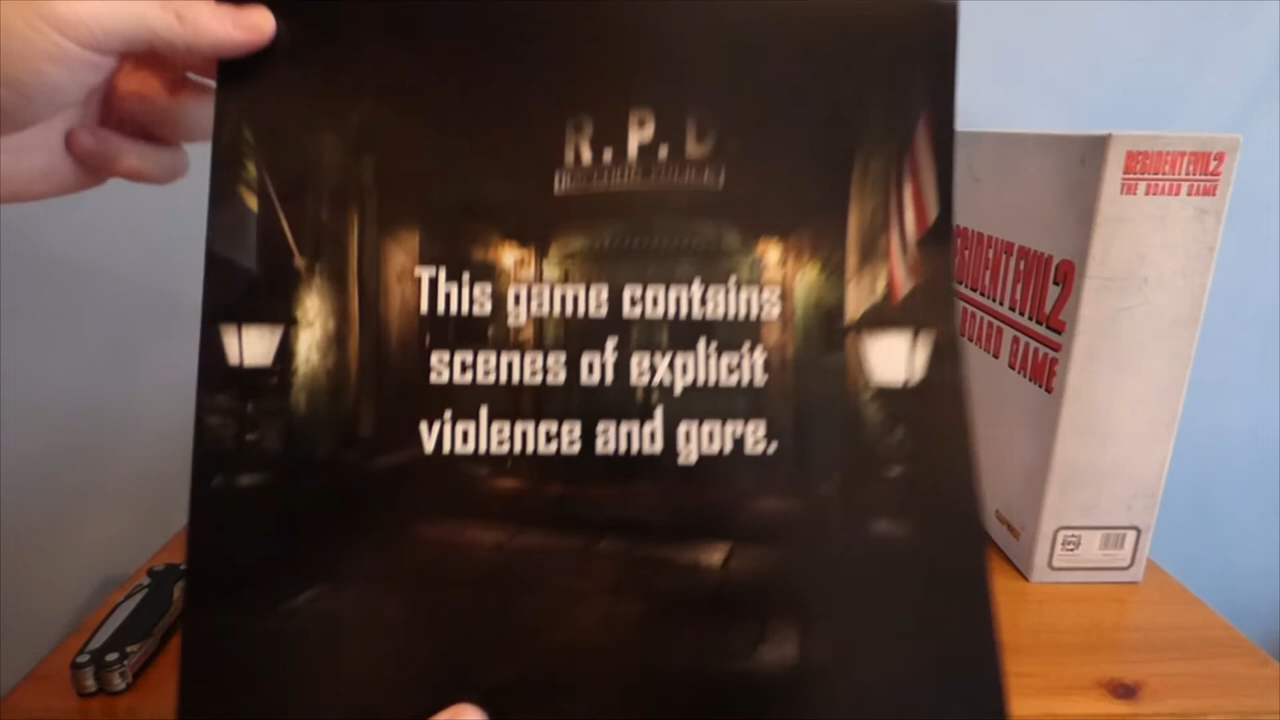 R.P.D
This game contains
scenes of explicit
violence and gore.
RESIDENT EVIL 2
THE BOARD GAME
RESIDENT EVIL 2
BOARD GAME
CAPCOM